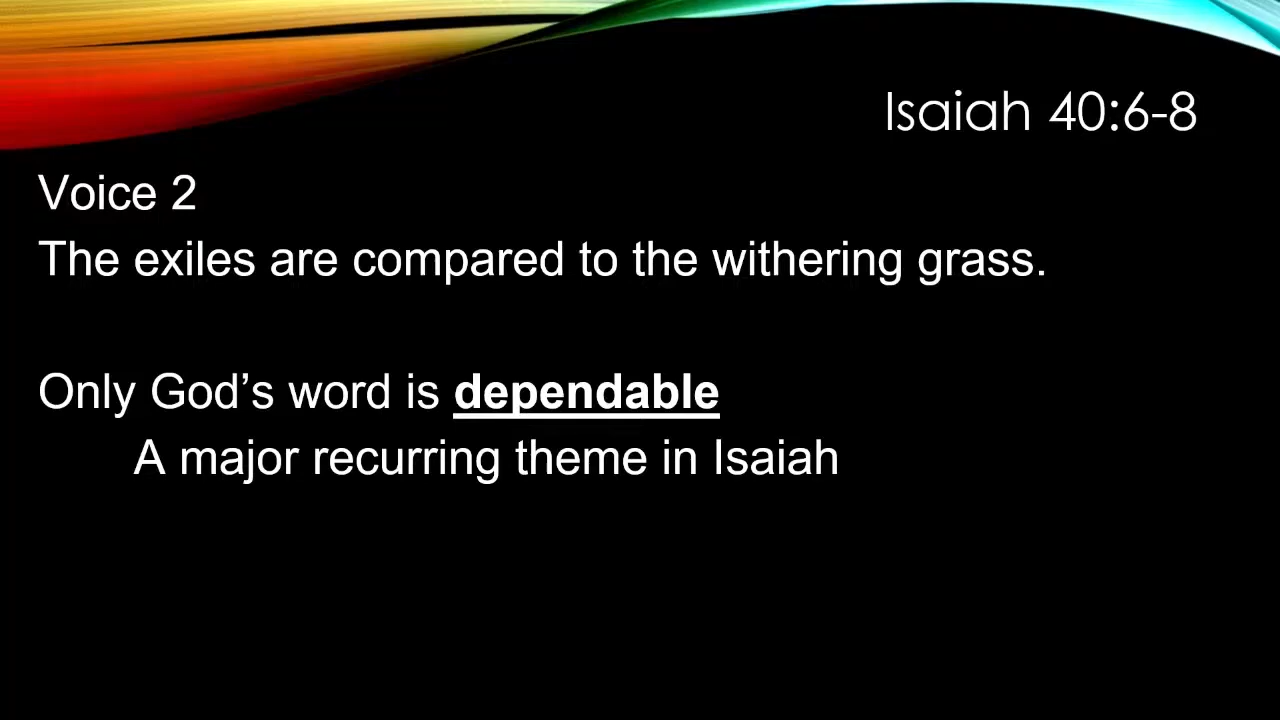 Isaiah 40:6-8
Voice 2
The exiles are compared to the withering grass.
Only God’s word is dependable
A major recurring theme in Isaiah